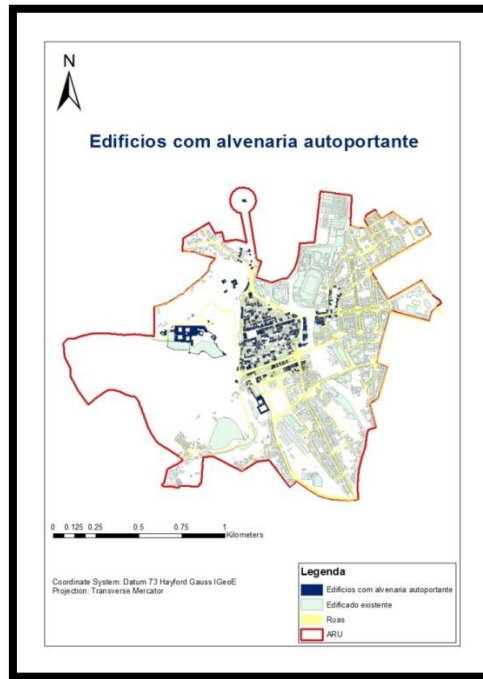 N
Edificios com alvenaria autoportante
0 0.125 0.25 0.5 0.75 1
Kilometers
Coordinate System: Datum 73 Hayford Gauss IGeoE
Projection: Transverse Mercator
Legenda
Edificios com alvenaria autoportante
Edificado existente
Ruas
ARU